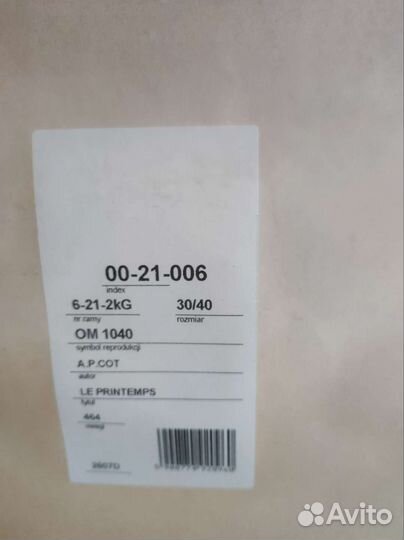 00-21-006
index
6-21-2kG 30/40
nr ramy rozmiar
OM 1040
symbol reprodukcji
A.P.COT
autor
LE PRINTEMPS
tytuł
464
uwagi
2607D
Avito